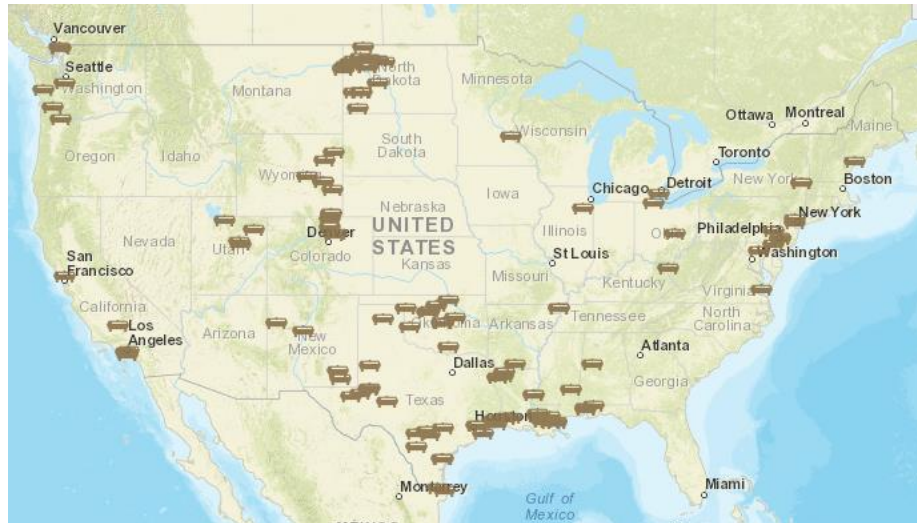 Vancouver
Seattle
Washington
Montana
North
Dakota
Minnesota
Ottawa
Montreal
Maine
Oregon
Idaho
South
Dakota
Wisconsin
Toronto
New York
Boston
Chicago
Detroit
Iowa
Nebraska
Illinois
Philadelphia
New York
Washington
Nevada
Denver
Colorado
UNITED
STATES
Kansas
St Louis
Missouri
Kentucky
Virginia
San
Francisco
California
Los
Angeles
Arizona
New
Mexico
Arkansas
Tennessee
North
Carolina
Dallas
Atlanta
Georgia
Texas
Monterrey
Gulf of
Mexico
Miami